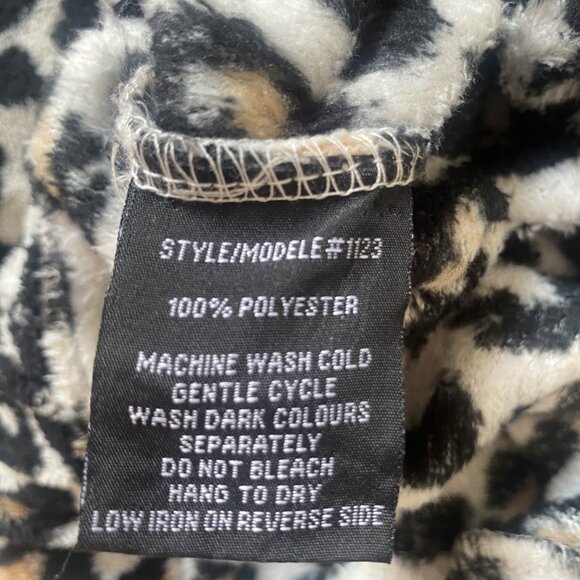 STYLE/MODELE#1123
100% POLYESTER
MACHINE WASH COLD
GENTLE CYCLE
WASH DARK COLOURS
SEPARATELY
DO NOT BLEACH
HANG TO DRY
LOW IRON ON REVERSE SIDE